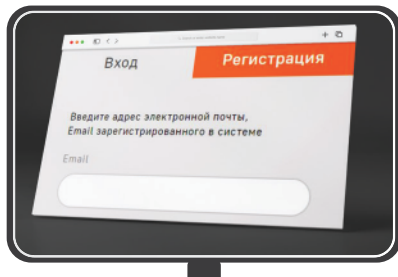 Вход
Регистрация
Введите адрес электронной почты,
Email зарегистрированного в системе
Email